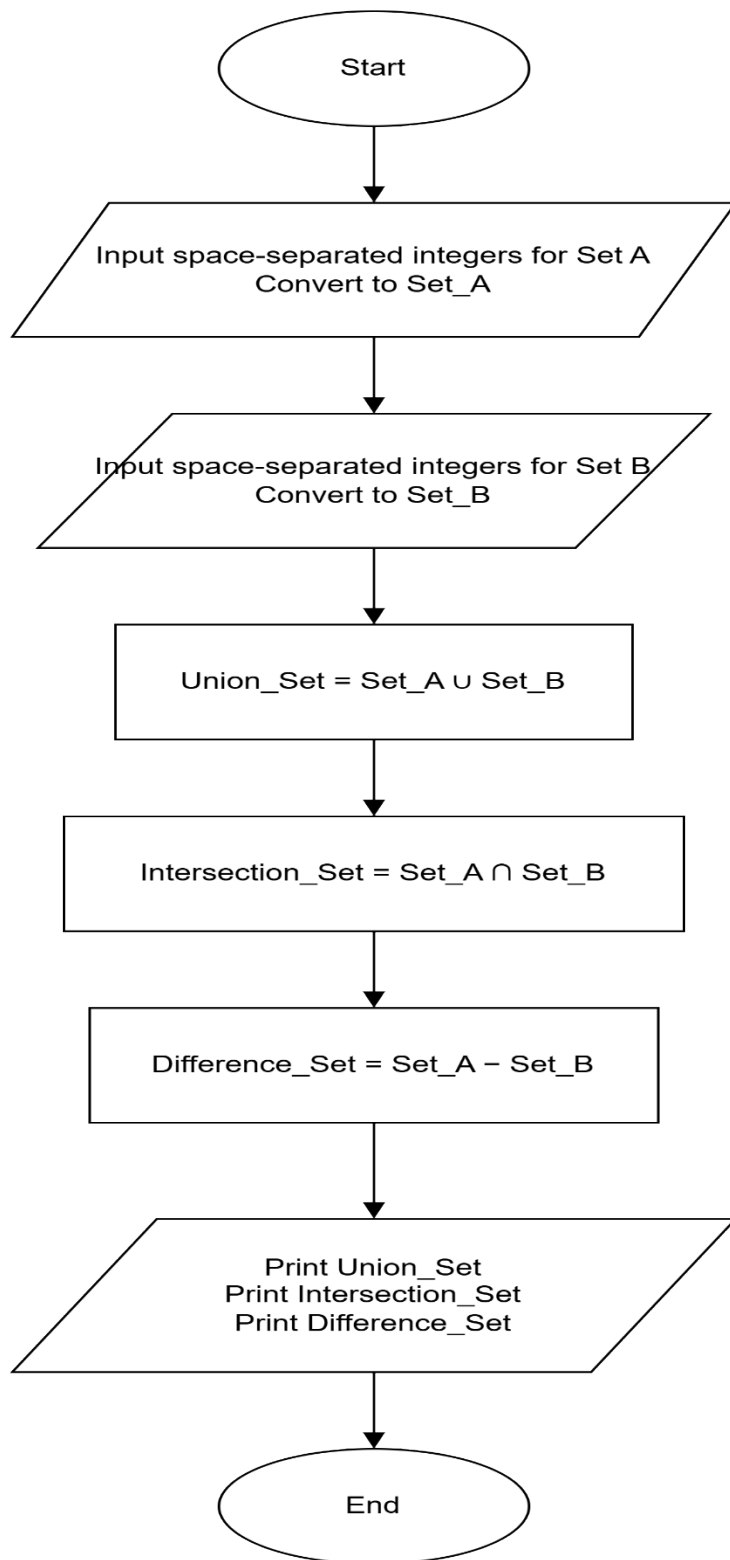 Start
Input space-separated integers for Set A
Convert to Set_A
Input space-separated integers for Set B
Convert to Set_B
Union_Set = Set_A ∪ Set_B
Intersection_Set = Set_A ∩ Set_B
Difference_Set = Set_A − Set_B
Print Union_Set
Print Intersection_Set
Print Difference_Set
End